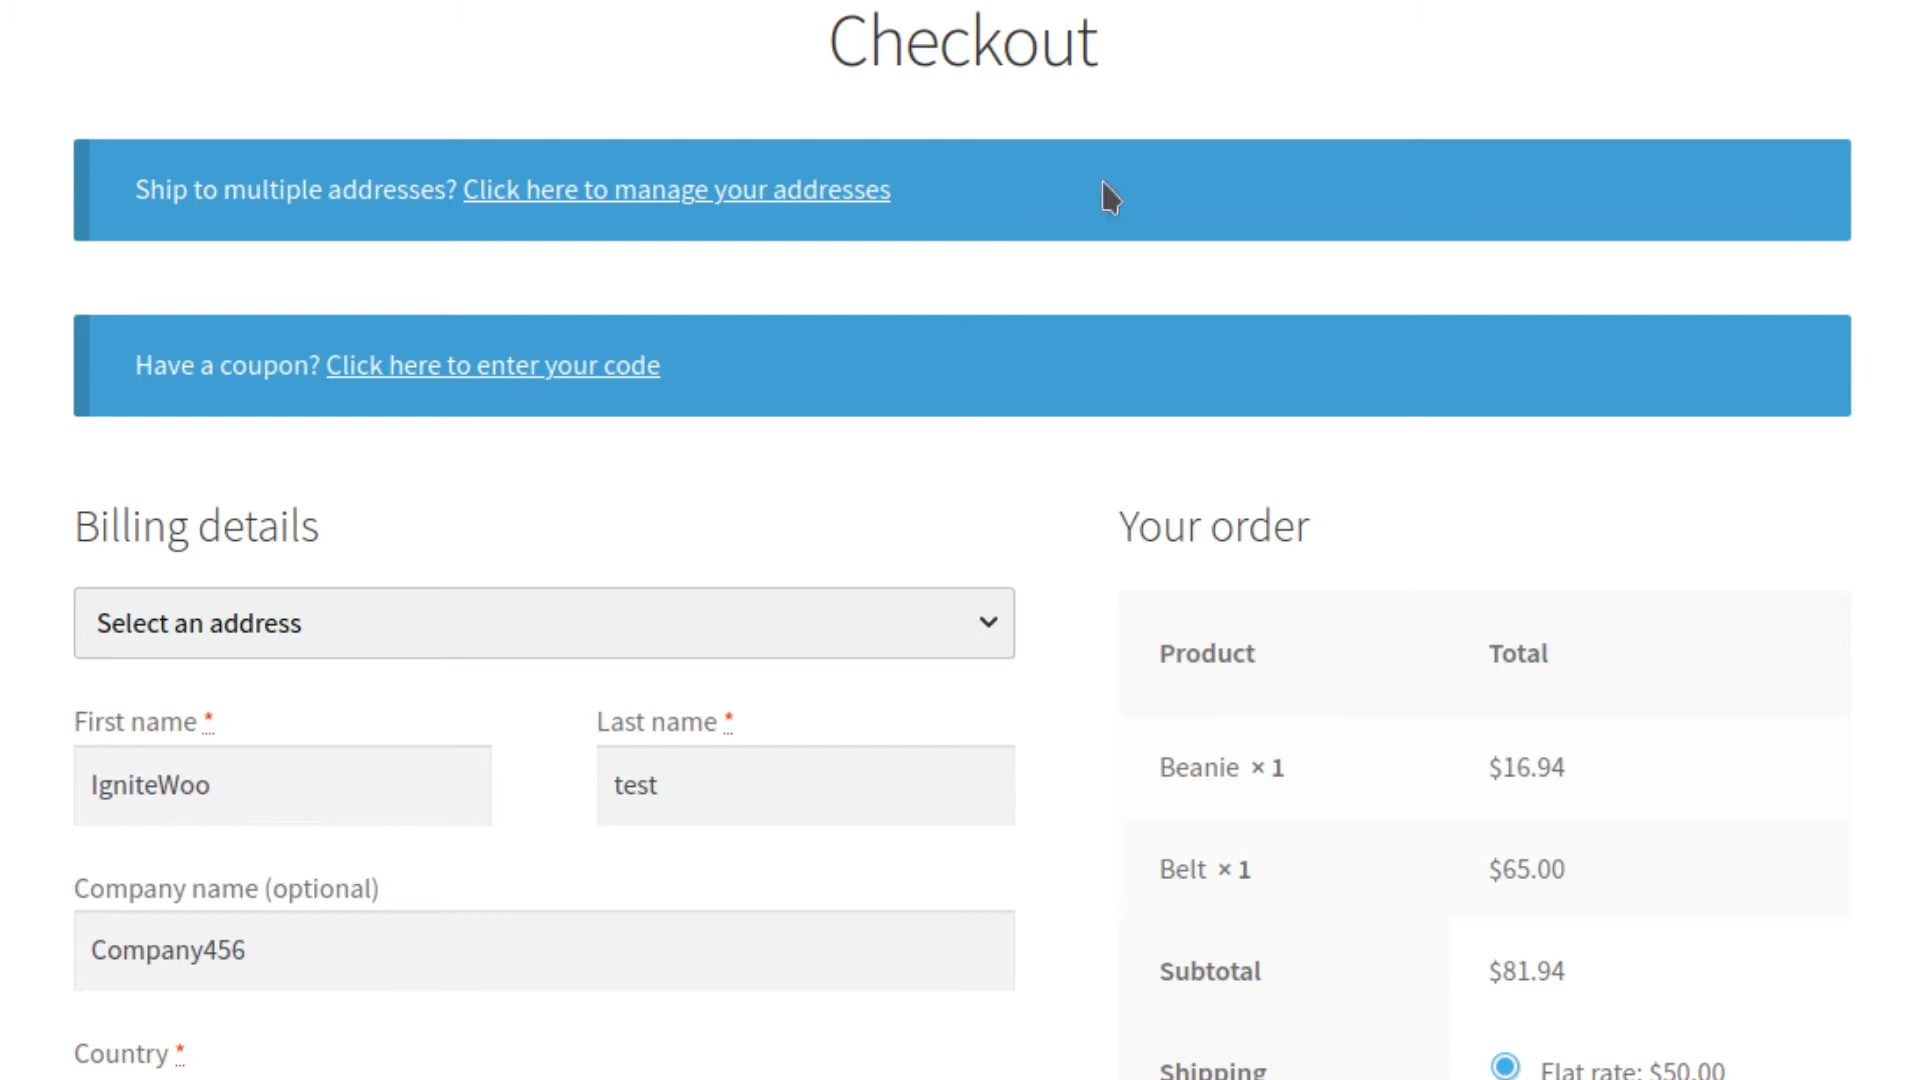 Checkout
Ship to multiple addresses? Click here to manage your addresses
Have a coupon? Click here to enter your code
Billing details
Select an address
First name *
Last name *
IgniteWoo
test
Company name (optional)
Company456
Country *
Your order
Product Total
Beanie × 1 $16.94
Belt × 1 $65.00
Subtotal $81.94
Shipping Flat rate: $50.00